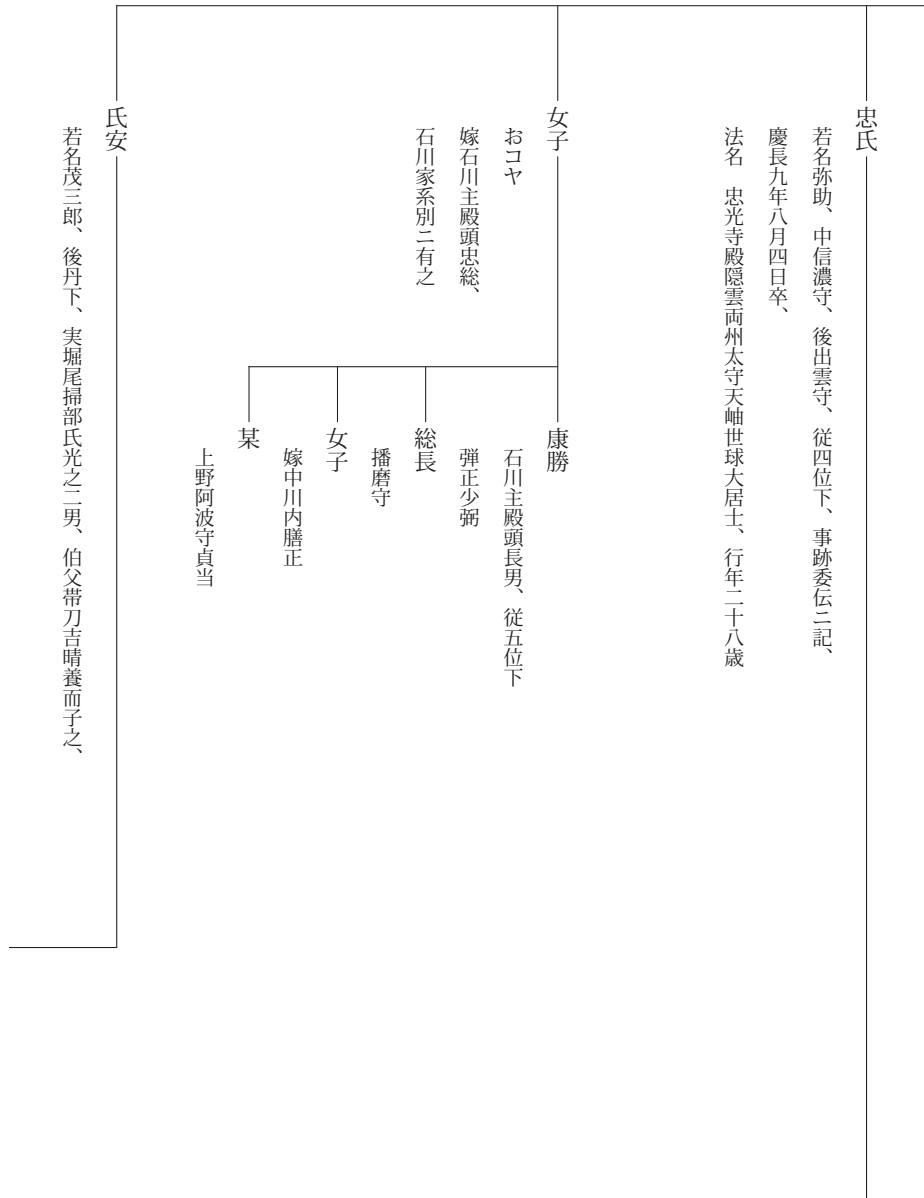 忠氏
若名弥助、中信濃守、後出雲守、従四位下、事跡委伝ニ記、
慶長九年八月四日卒、
法名　忠光寺殿隠雲両州太守天岫世球大居士、行年二十八歳
女子
おコヤ
嫁石川主殿頭忠総、
石川家系別ニ有之
康勝
石川主殿頭長男、従五位下
弾正少弼
総長
播磨守
女子
嫁中川内膳正
某
上野阿波守貞当
氏安
若名茂三郎、後丹下、実堀尾掃部氏光之二男、伯父帯刀吉晴養而子之、